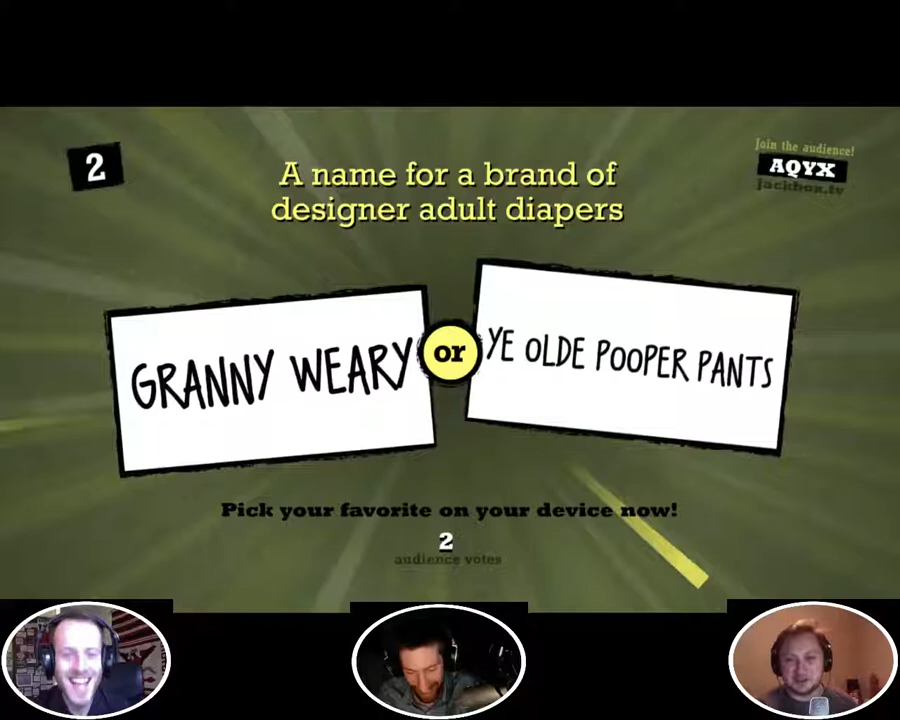 2
A name for a brand of
designer adult diapers
Join the audience!
AQYX
jackbox.tv
GRANNY WEARY
or
YE OLDE POOPER PANTS
Pick your favorite on your device now!
2
audience votes